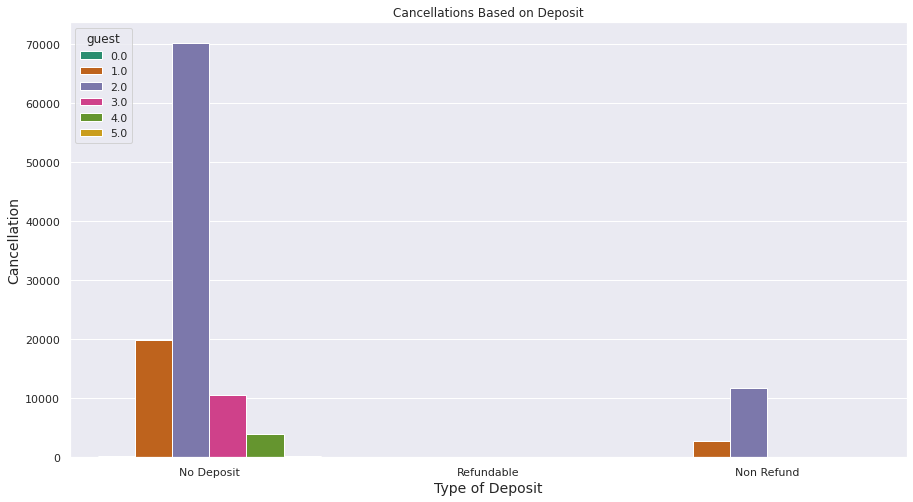 Cancellations Based on Deposit
guest
0.0
1.0
2.0
3.0
4.0
5.0
Cancellation
70000
60000
50000
40000
30000
20000
10000
0
No Deposit
Refundable
Non Refund
Type of Deposit